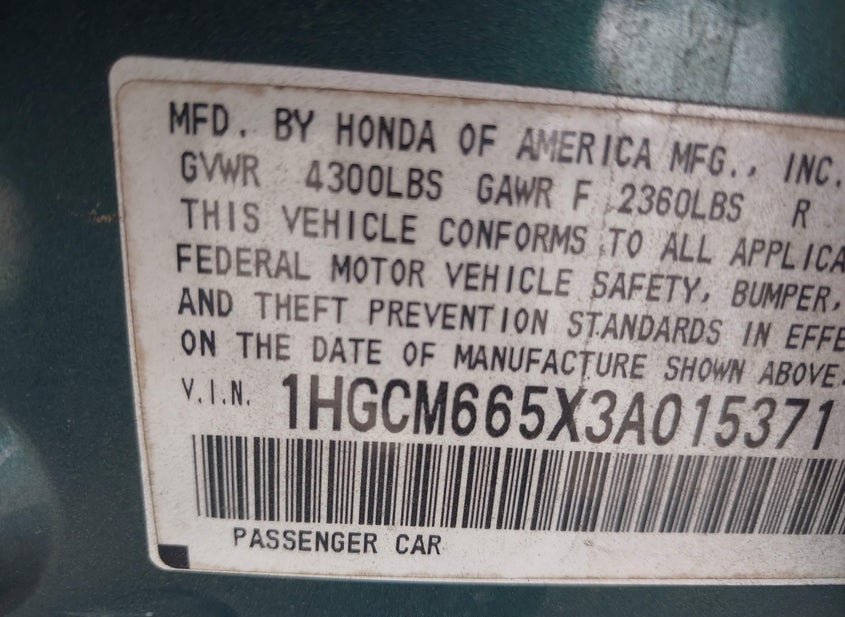 MFD. BY HONDA OF AMERICA MFG., INC.
GVWR 4300LBS GAWR F 2360LBS R
THIS VEHICLE CONFORMS TO ALL APPLICA
FEDERAL MOTOR VEHICLE SAFETY, BUMPER,
AND THEFT PREVENTION STANDARDS IN EFFE
ON THE DATE OF MANUFACTURE SHOWN ABOVE.
V.I.N. 1HGCM665X3A015371
PASSENGER CAR